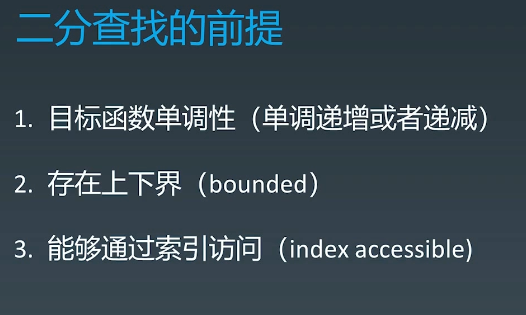 二分查找的前提
1. 目标函数单调性（单调递增或者递减）
2. 存在上下界（bounded）
3. 能够通过索引访问（index accessible)